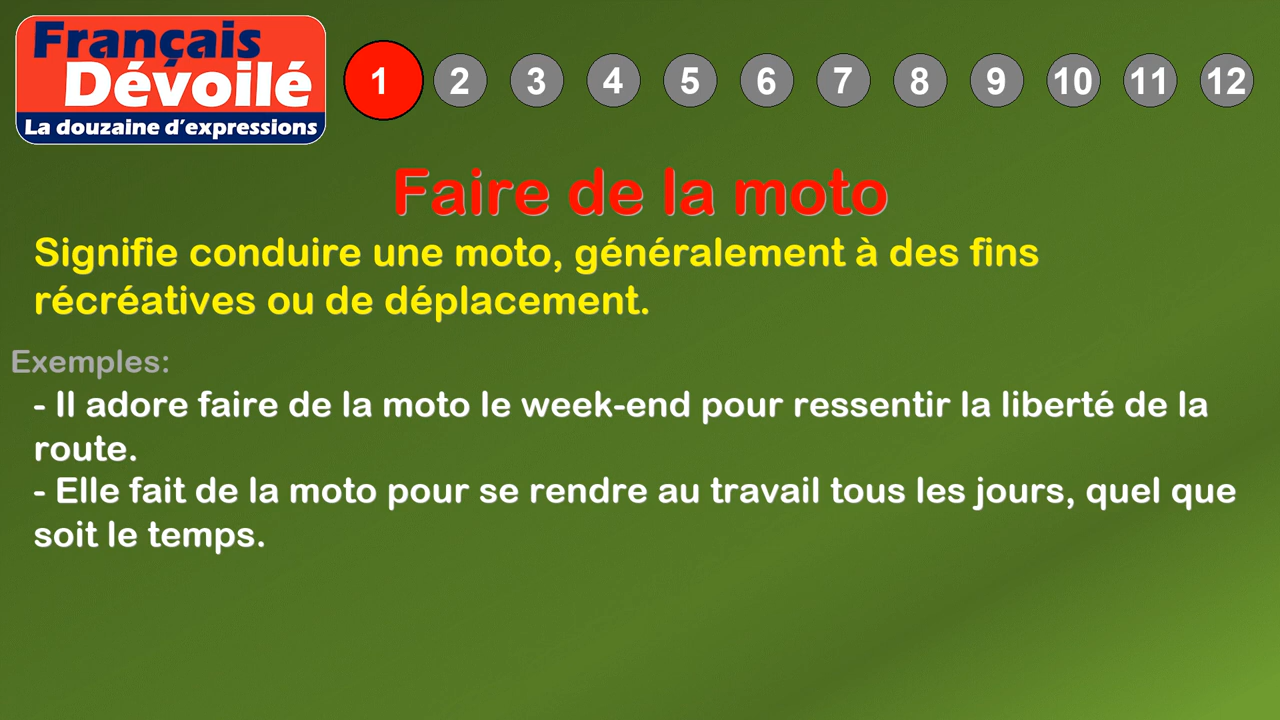 Français
Dévoilé
La douzaine d'expressions
1 2 3 4 5 6 7 8 9 10 11 12
Faire de la moto
Signifie conduire une moto, généralement à des fins
récréatives ou de déplacement.
Exemples:
- Il adore faire de la moto le week-end pour ressentir la liberté de la
route.
- Elle fait de la moto pour se rendre au travail tous les jours, quel que
soit le temps.